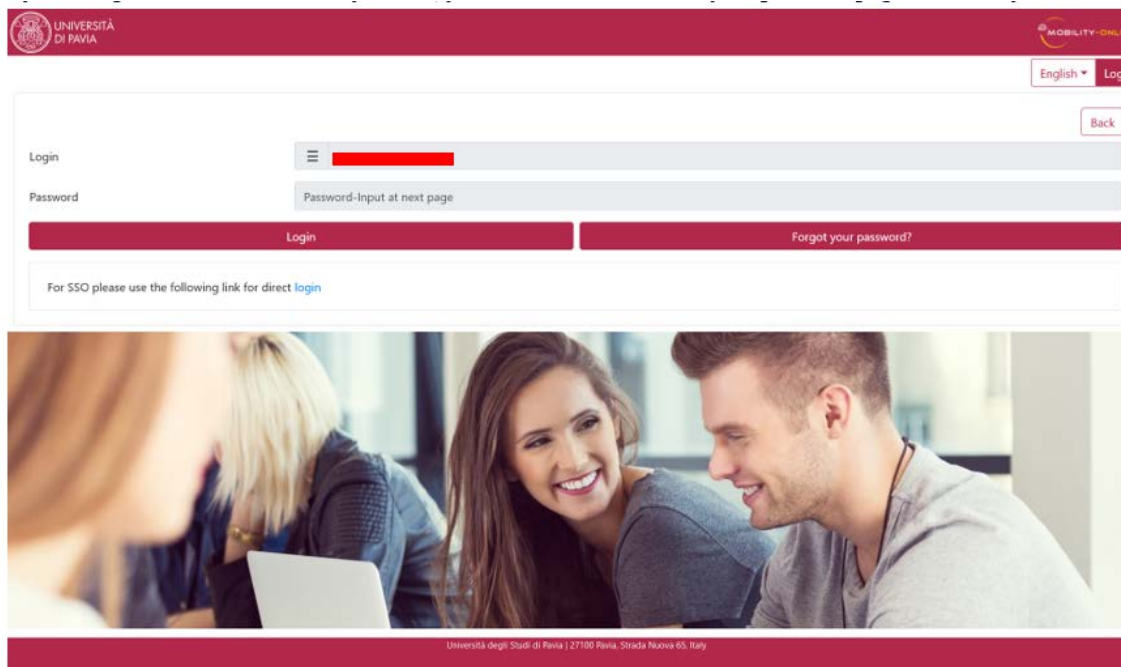 UNIVERSITÀ
DI PAVIA
MOBILITY-ONL
English
Log
Back
Login
Password
Password-Input at next page
Login
Forgot your password?
For SSO please use the following link for direct login
Università degli Studi di Pavia | 27100 Pavia, Strada Nuova 65, Italy